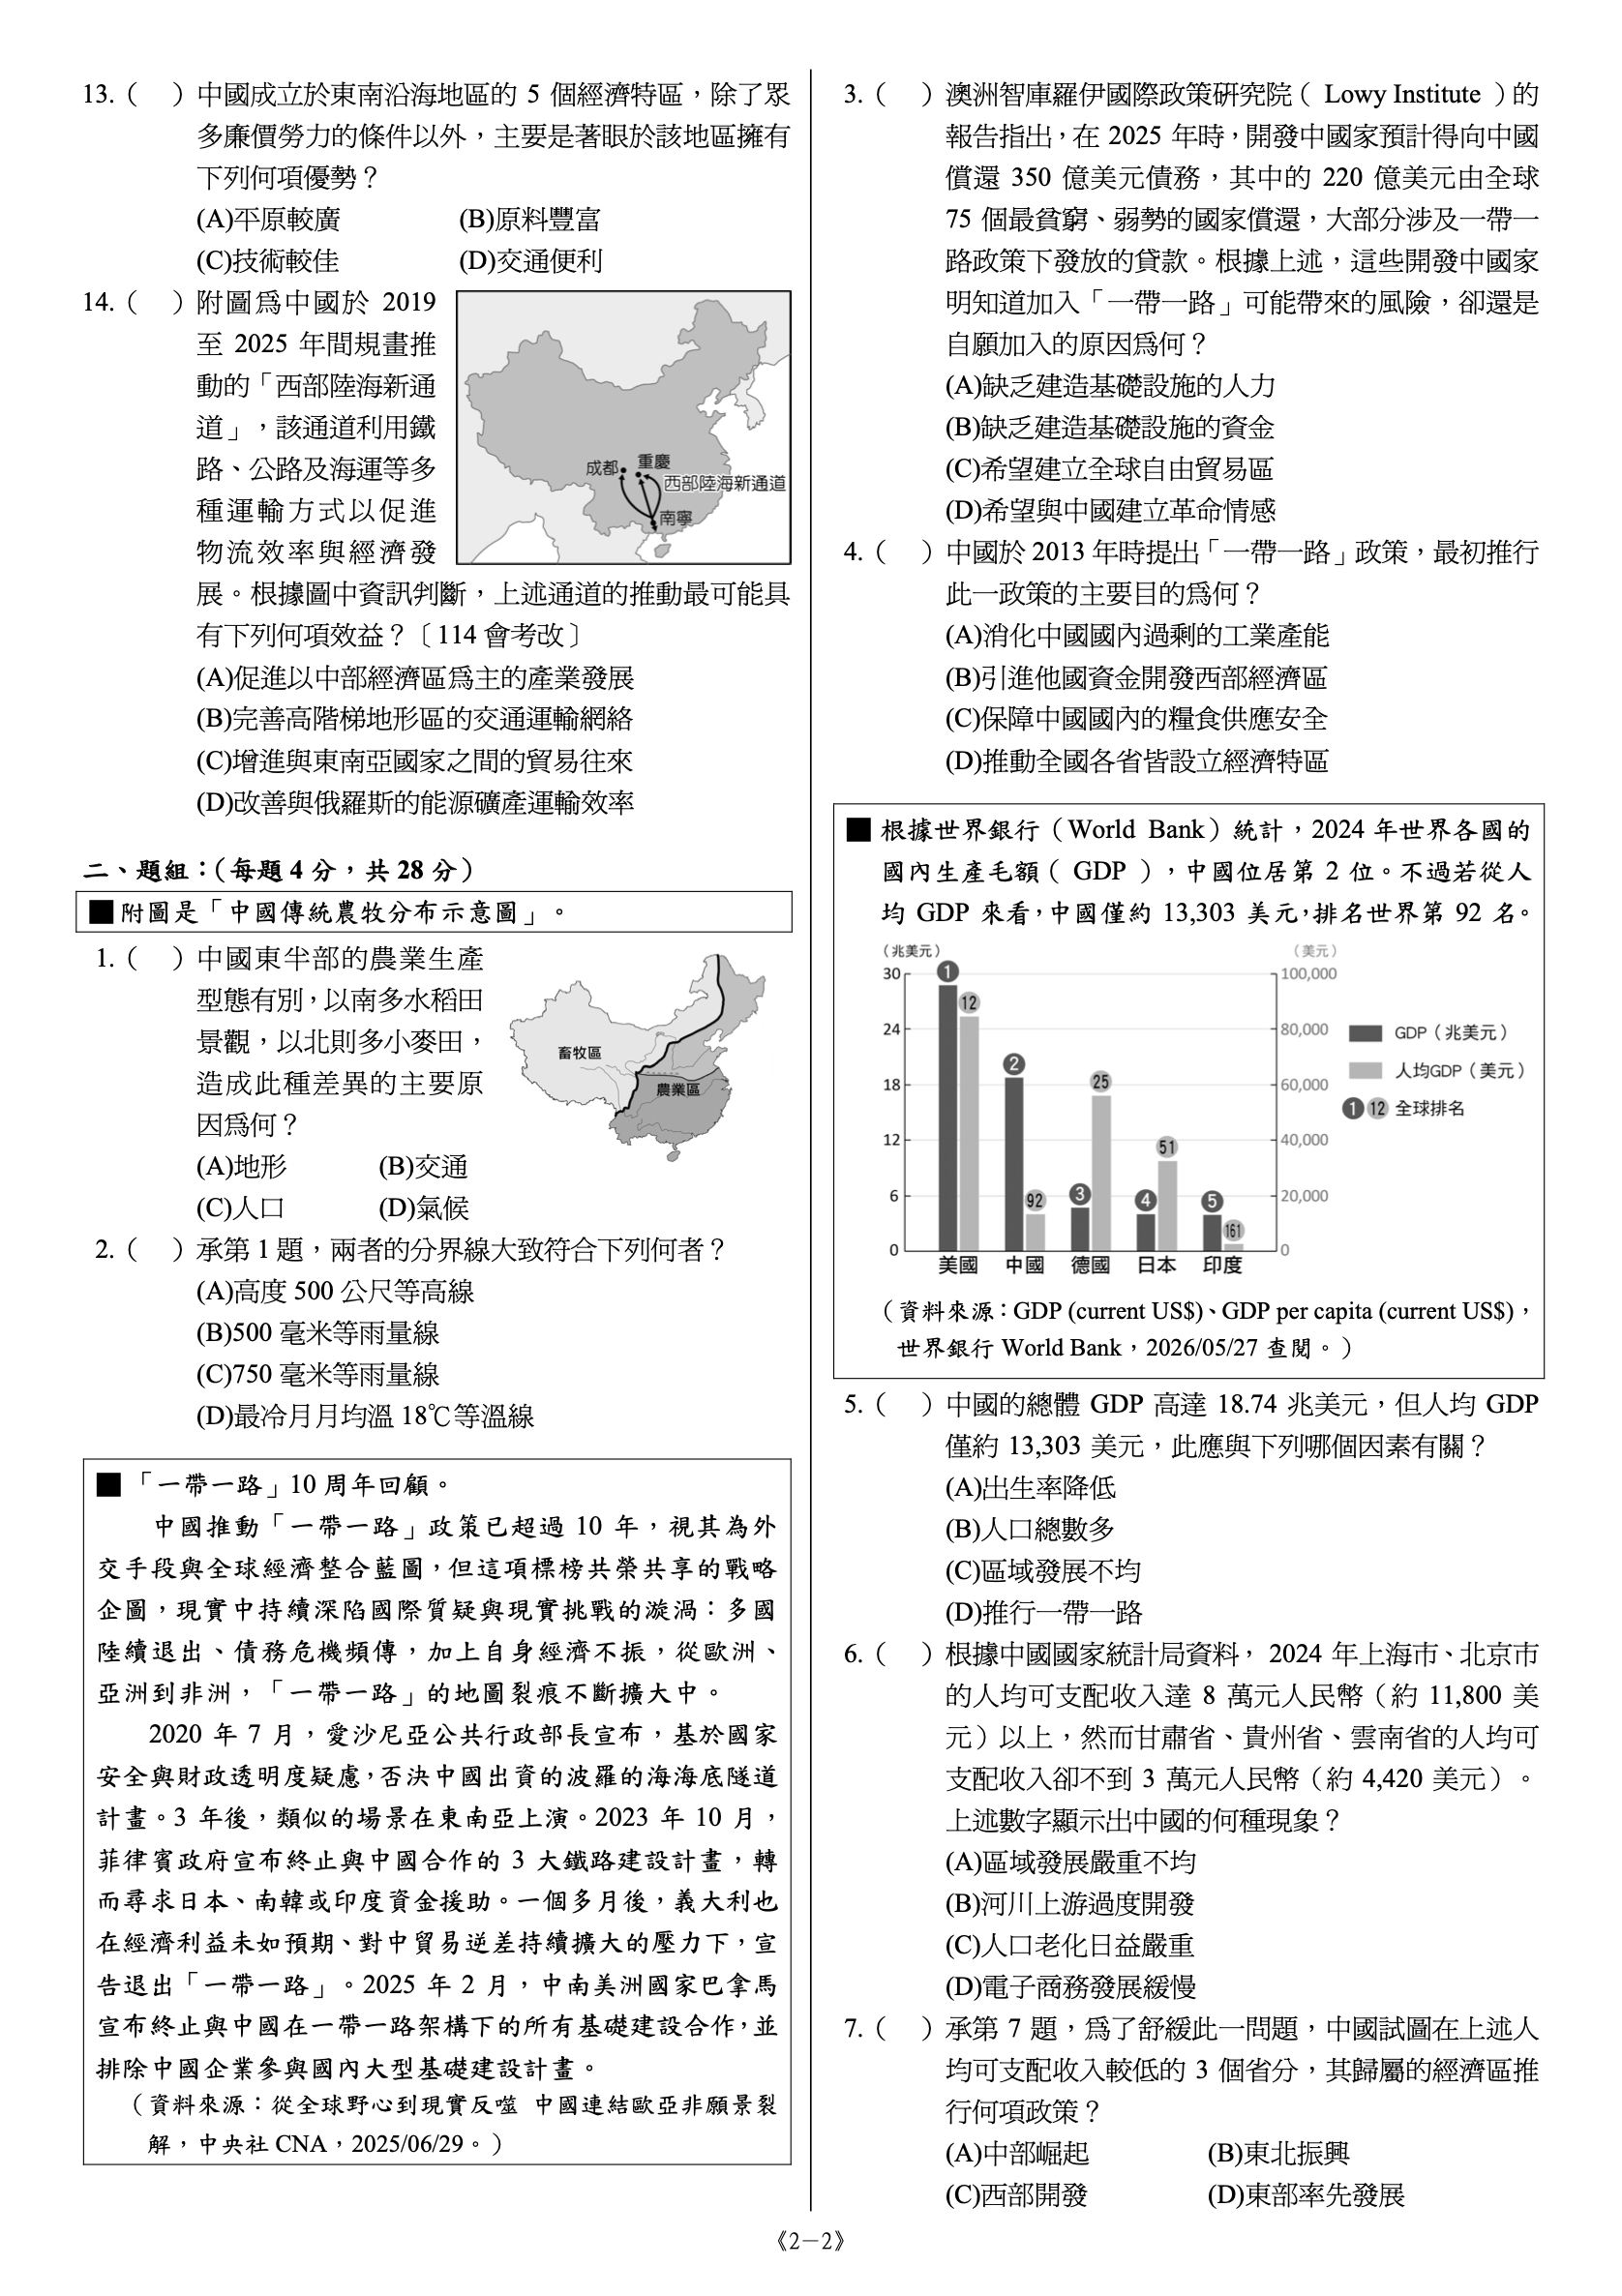 13.（　）中國成立於東南沿海地區的 5 個經濟特區，除了眾
多廉價勞力的條件以外，主要是著眼於該地區擁有
下列何項優勢？
(A)平原較廣　(B)原料豐富
(C)技術較佳　(D)交通便利
14.（　）附圖為中國於 2019
至 2025 年間規畫推
動的「西部陸海新通
道」，該通道利用鐵
路、公路及海運等多
種運輸方式以促進
物流效率與經濟發
展。根據圖中資訊判斷，上述通道的推動最可能具
有下列何項效益？〔114 會考改〕
成都
重慶
西部陸海新通道
南寧
(A)促進以中部經濟區為主的產業發展
(B)完善高階梯地形區的交通運輸網絡
(C)增進與東南亞國家之間的貿易往來
(D)改善與俄羅斯的能源礦產運輸效率
二、題組：（每題 4 分，共 28 分）
■附圖是「中國傳統農牧分布示意圖」。
1.（　）中國東半部的農業生產
型態有別，以南多水稻田
景觀，以北則多小麥田，
造成此種差異的主要原
因為何？
畜牧區
農業區
(A)地形　(B)交通
(C)人口　(D)氣候
2.（　）承第 1 題，兩者的分界線大致符合下列何者？
(A)高度 500 公尺等高線
(B)500 毫米等雨量線
(C)750 毫米等雨量線
(D)最冷月月均溫 18℃等溫線
■「一帶一路」10 周年回顧。
中國推動「一帶一路」政策已超過 10 年，視其為外
交手段與全球經濟整合藍圖，但這項標榜共榮共享的戰略
企圖，現實中持續深陷國際質疑與現實挑戰的漩渦：多國
陸續退出、債務危機頻傳，加上自身經濟不振，從歐洲、
亞洲到非洲，「一帶一路」的地圖裂痕不斷擴大中。
2020 年 7 月，愛沙尼亞公共行政部長宣布，基於國家
安全與財政透明度疑慮，否決中國出資的波羅的海海底隧道
計畫。3 年後，類似的場景在東南亞上演。2023 年 10 月，
菲律賓政府宣布終止與中國合作的 3 大鐵路建設計畫，轉
而尋求日本、南韓或印度資金援助。一個多月後，義大利也
在經濟利益未如預期、對中貿易逆差持續擴大的壓力下，宣
告退出「一帶一路」。2025 年 2 月，中南美洲國家巴拿馬
宣布終止與中國在一帶一路架構下的所有基礎建設合作，並
排除中國企業參與國內大型基礎建設計畫。
（資料來源：從全球野心到現實反噬 中國連結歐亞非願景裂
解，中央社 CNA，2025/06/29。）
3.（　）澳洲智庫羅伊國際政策研究院（ Lowy Institute ）的
報告指出，在 2025 年時，開發中國家預計得向中國
償還 350 億美元債務，其中的 220 億美元由全球
75 個最貧窮、弱勢的國家償還，大部分涉及一帶一
路政策下發放的貸款。根據上述，這些開發中國家
明知道加入「一帶一路」可能帶來的風險，卻還是
自願加入的原因為何？
(A)缺乏建造基礎設施的人力
(B)缺乏建造基礎設施的資金
(C)希望建立全球自由貿易區
(D)希望與中國建立革命情感
4.（　）中國於 2013 年時提出「一帶一路」政策，最初推行
此一政策的主要目的為何？
(A)消化中國國內過剩的工業產能
(B)引進他國資金開發西部經濟區
(C)保障中國國內的糧食供應安全
(D)推動全國各省皆設立經濟特區
■根據世界銀行（World Bank）統計，2024 年世界各國的
國內生產毛額（ GDP ），中國位居第 2 位。不過若從人
均 GDP 來看，中國僅約 13,303 美元，排名世界第 92 名。
（兆美元）　（美元）
30　100,000
24　80,000
18　60,000
12　40,000
6　20,000
0　0
1　12
2　92
3　25
4　51
5　161
美國　中國　德國　日本　印度
GDP（兆美元）
人均GDP（美元）
1　12　全球排名
（資料來源：GDP (current US$)、GDP per capita (current US$)，
世界銀行 World Bank，2026/05/27 查閱。）
5.（　）中國的總體 GDP 高達 18.74 兆美元，但人均 GDP
僅約 13,303 美元，此應與下列哪個因素有關？
(A)出生率降低
(B)人口總數多
(C)區域發展不均
(D)推行一帶一路
6.（　）根據中國國家統計局資料， 2024 年上海市、北京市
的人均可支配收入達 8 萬元人民幣（約 11,800 美
元）以上，然而甘肅省、貴州省、雲南省的人均可
支配收入卻不到 3 萬元人民幣（約 4,420 美元）。
上述數字顯示出中國的何種現象？
(A)區域發展嚴重不均
(B)河川上游過度開發
(C)人口老化日益嚴重
(D)電子商務發展緩慢
7.（　）承第 7 題，為了舒緩此一問題，中國試圖在上述人
均可支配收入較低的 3 個省分，其歸屬的經濟區推
行何項政策？
(A)中部崛起　(B)東北振興
(C)西部開發　(D)東部率先發展
《2－2》